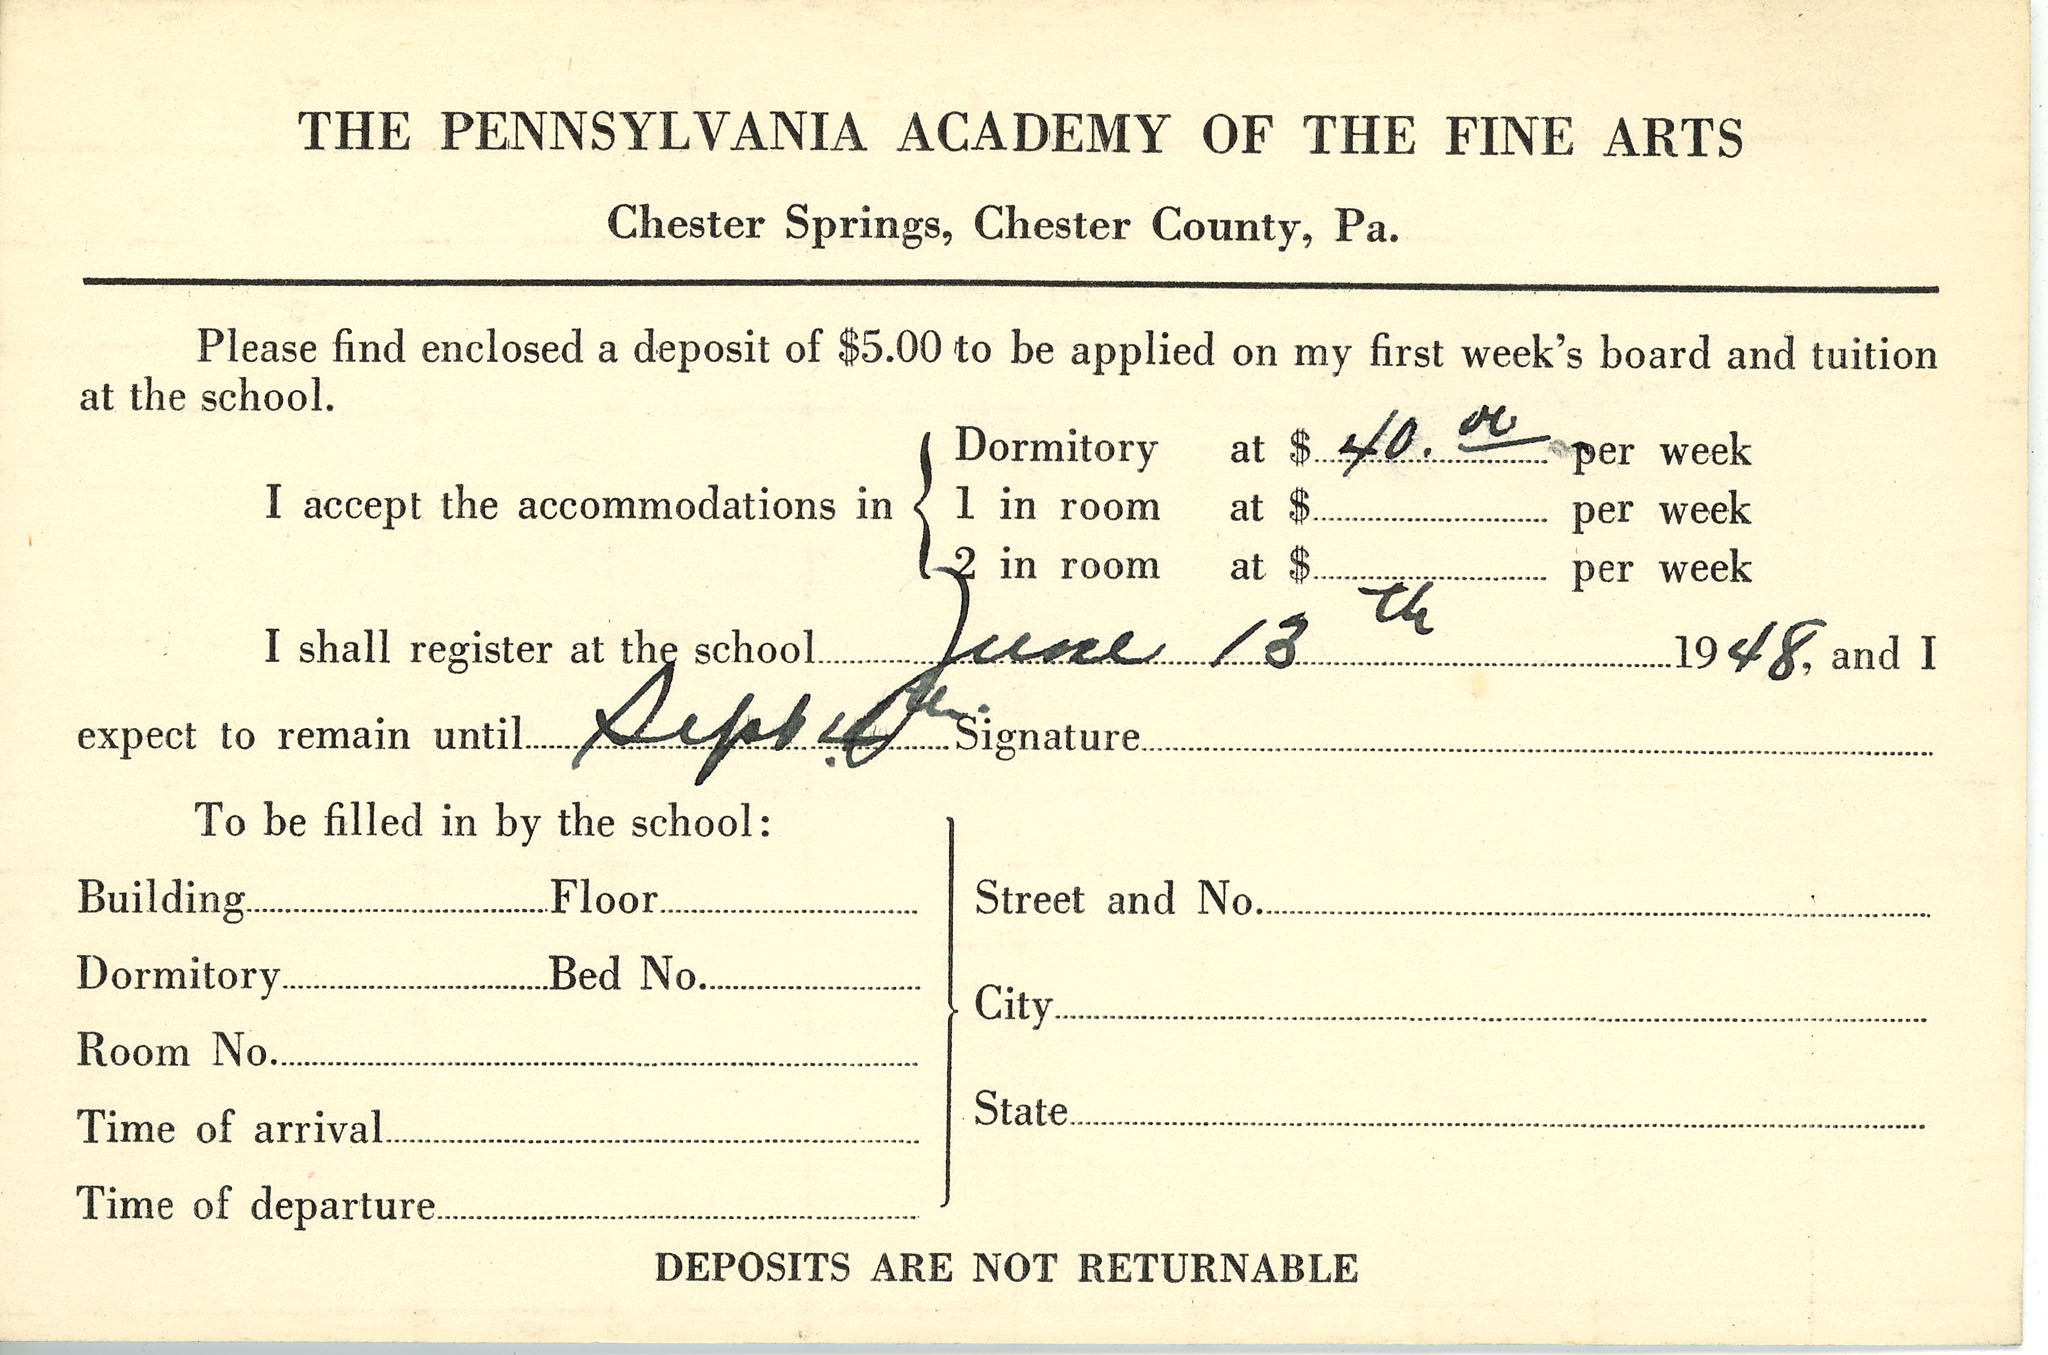 THE PENNSYLVANIA ACADEMY OF THE FINE ARTS
Chester Springs, Chester County, Pa.
Please find enclosed a deposit of $5.00 to be applied on my first week's board and tuition
at the school.
I accept the accommodations in
Dormitory at $ 40.00 per week
1 in room at $ per week
2 in room at $ per week
I shall register at the school June 13th 1948, and I
expect to remain until Sept. Signature
To be filled in by the school:
Building Floor
Dormitory Bed No.
Room No.
Time of arrival
Time of departure
Street and No.
City
State
DEPOSITS ARE NOT RETURNABLE